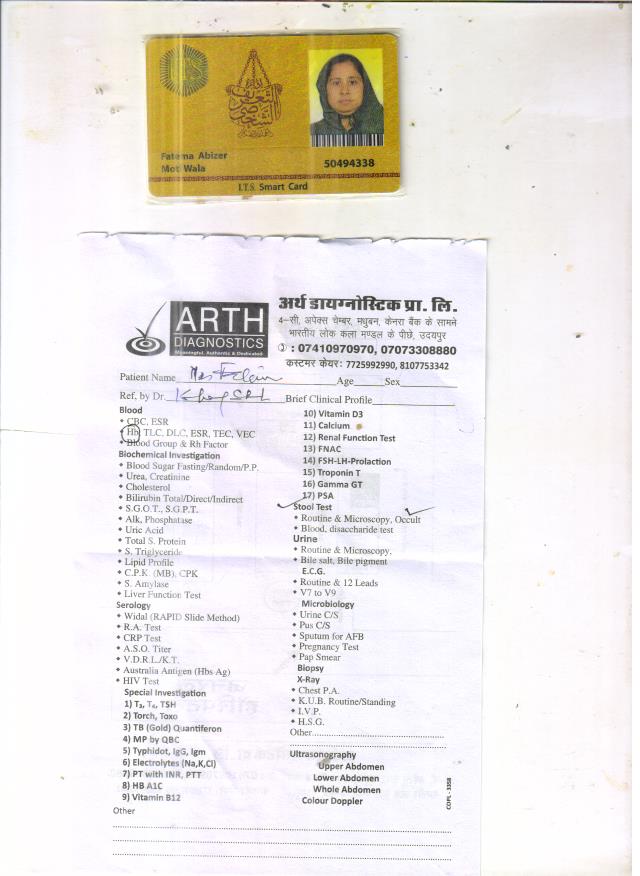 Fatema Abizer
Moti Wala
50494338
I.T.S. Smart Card
ARTH
DIAGNOSTICS
Meaningful, Authentic & Dedicated
अर्थ डायग्नोस्टिक प्रा. लि.
4–सी, अपेक्स चेम्बर, मधुबन, केनरा बैंक के सामने
भारतीय लोक कला मण्डल के पीछे, उदयपुर
: 07410970970, 07073308880
कस्टमर केयर: 7725992990, 8107753342
Patient Name Age Sex
Ref, by Dr. Brief Clinical Profile
Blood
CBC, ESR
Hb TLC, DLC, ESR, TEC, VEC
Blood Group & Rh Factor
Biochemical Investigation
Blood Sugar Fasting/Random/P.P.
Urea, Creatinine
Cholesterol
Bilirubin Total/Direct/Indirect
S.G.O.T., S.G.P.T.
Alk, Phosphatase
Uric Acid
Total S. Protein
S. Triglyceride
Lipid Profile
C.P.K. (MB), CPK
S. Amylase
Liver Function Test
Serology
Widal (RAPID Slide Method)
R.A. Test
CRP Test
A.S.O. Titer
V.D.R.L./K.T.
Australia Antigen (Hbs Ag)
HIV Test
Special Investigation
1) T₃, T₄, TSH
2) Torch, Toxo
3) TB (Gold) Quantiferon
4) MP by QBC
5) Typhidot, IgG, Igm
6) Electrolytes (Na,K,Cl)
7) PT with INR, PTT
8) HB A1C
9) Vitamin B12
Other
10) Vitamin D3
11) Calcium
12) Renal Function Test
13) FNAC
14) FSH-LH-Prolaction
15) Troponin T
16) Gamma GT
17) PSA
Stool Test
Routine & Microscopy, Occult
Blood, disaccharide test
Urine
Routine & Microscopy.
Bile salt, Bile pigment
E.C.G.
Routine & 12 Leads
V7 to V9
Microbiology
Urine C/S
Pus C/S
Sputum for AFB
Pregnancy Test
Pap Smear
Biopsy
X-Ray
Chest P.A.
K.U.B. Routine/Standing
I.V.P.
H.S.G.
Other
Ultrasonography
Upper Abdomen
Lower Abdomen
Whole Abdomen
Colour Doppler
COPL - 3358